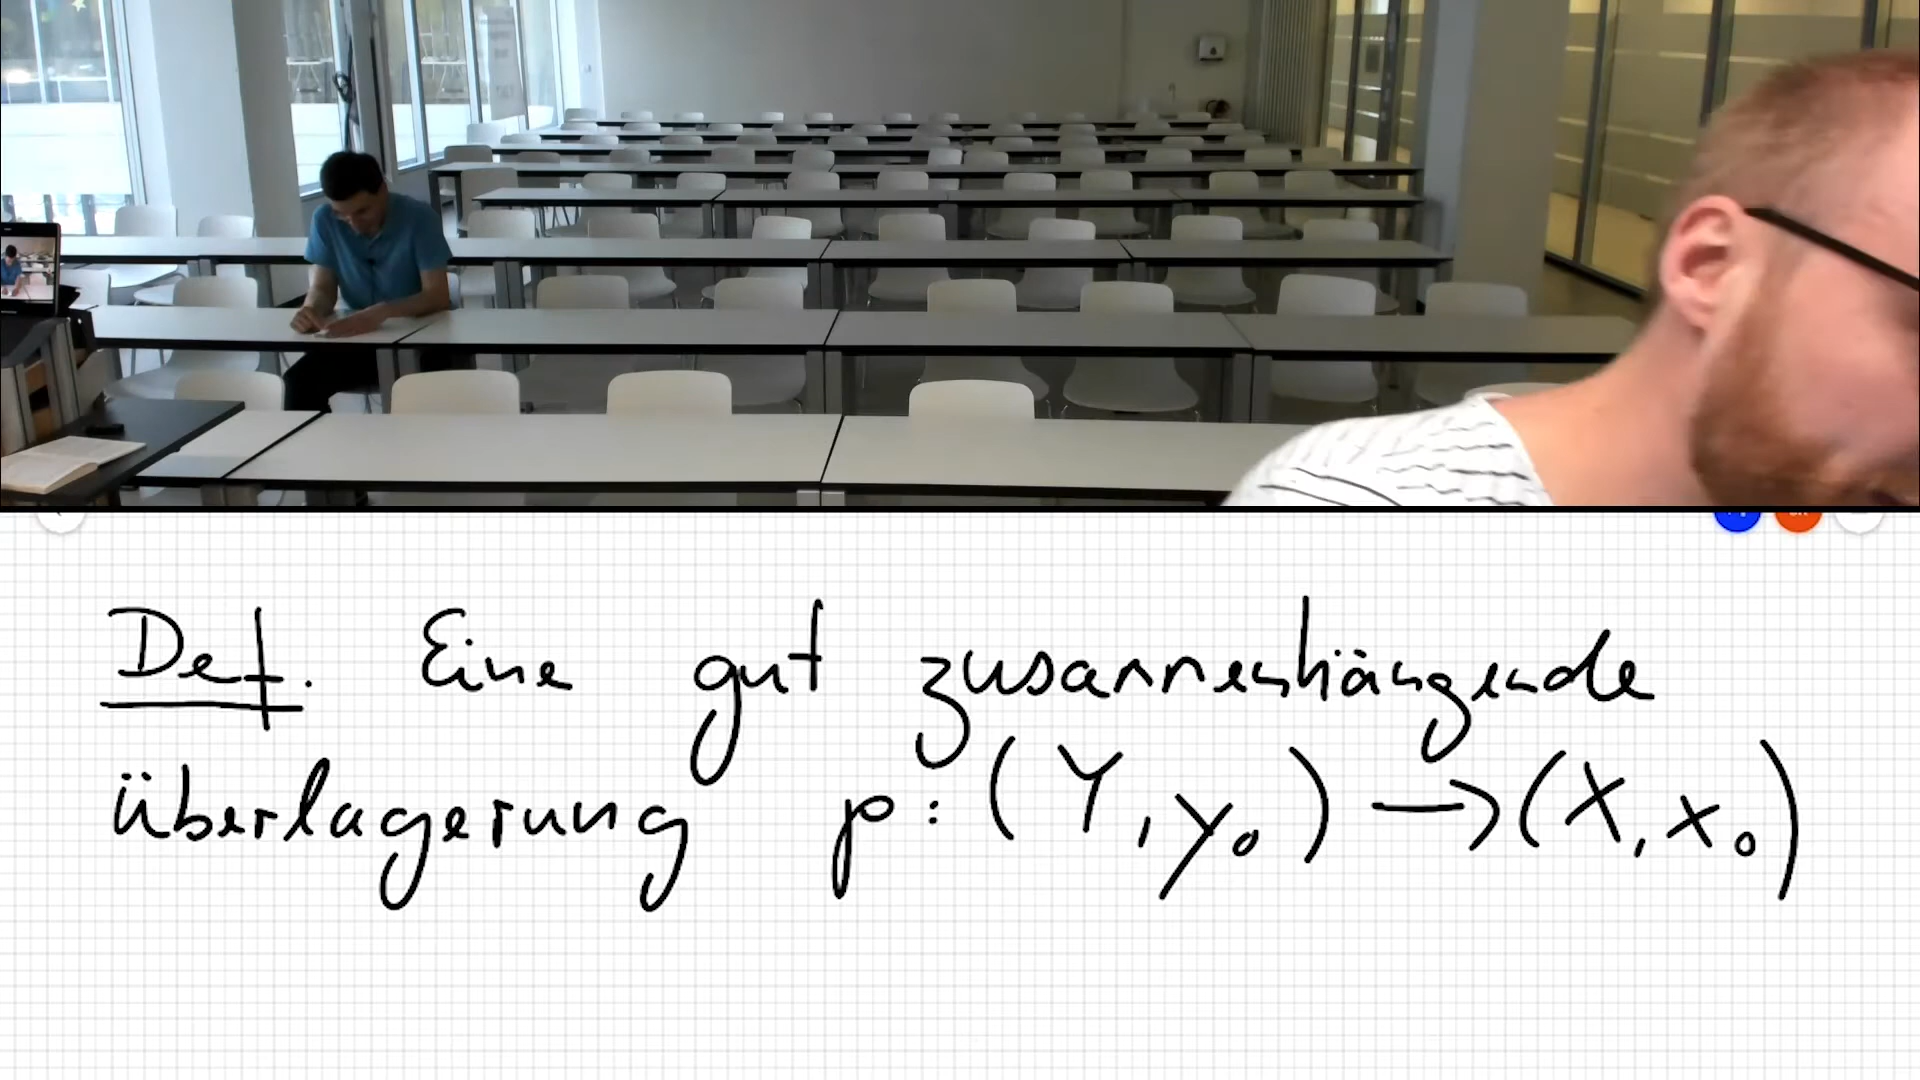 Def. Eine gut zusammenhängende
überlagerung p: (Y, y₀) → (X, x₀)